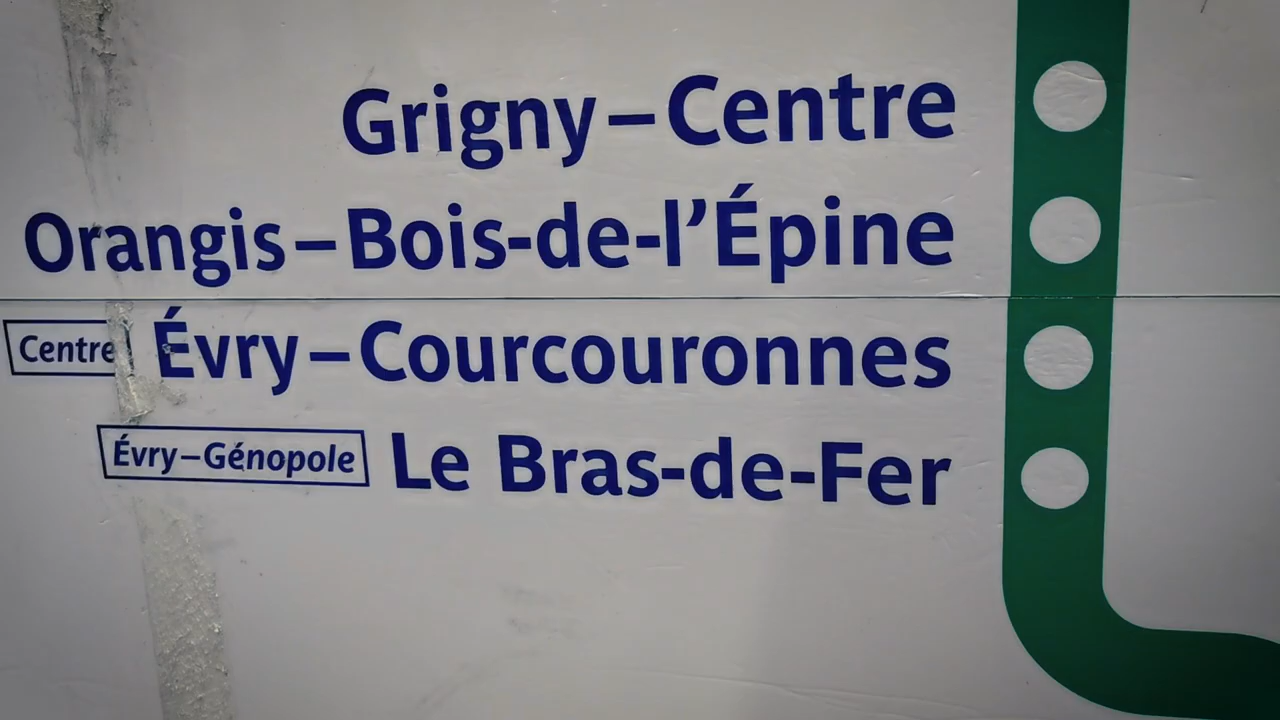 Grigny–Centre
Orangis–Bois-de-l’Épine
Centre Évry–Courcouronnes
Évry–Génopole Le Bras-de-Fer